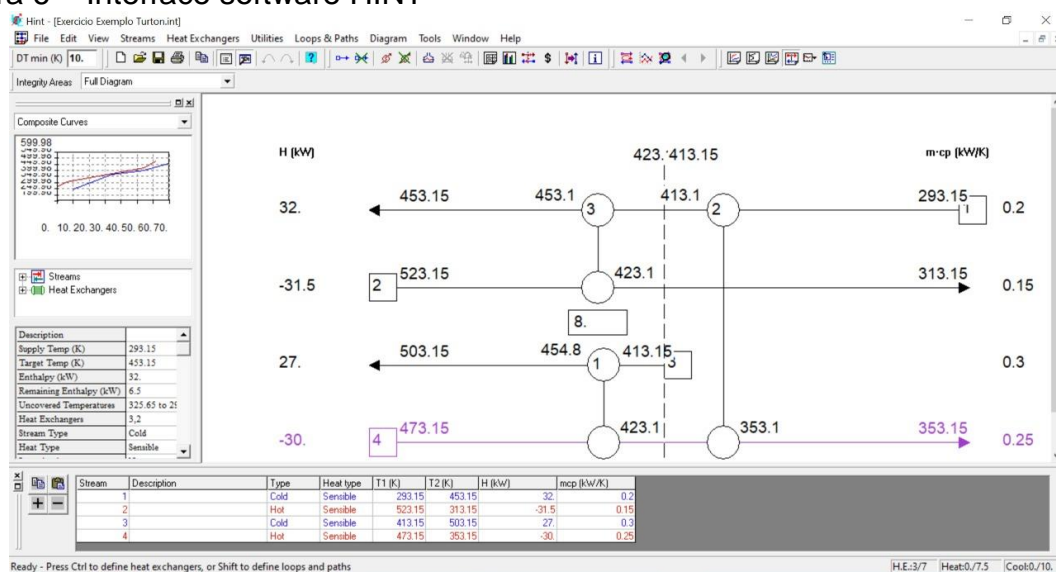 Hint - [Exercicio Exemplo Turton.int]
File Edit View Streams Heat Exchangers Utilities Loops & Paths Diagram Tools Window Help
DT min (K) 10.
Integrity Areas Full Diagram
Composite Curves
599.98
0. 10. 20. 30. 40. 50. 60. 70.
Streams
Heat Exchangers
Description
Supply Temp (K) 293.15
Target Temp (K) 453.15
Enthalpy (kW) 32.
Remaining Enthalpy (kW) 6.5
Uncovered Temperatures 325.65 to 29
Heat Exchangers 3,2
Stream Type Cold
Heat Type Sensible
H (kW) 423. 413.15 m·cp (kW/K)
32. 453.15 453.1 3 413.1 2 293.15 1 0.2
-31.5 2 523.15 423.1 313.15 0.15
8.
27. 503.15 454.8 1 413.15 3 0.3
-30. 4 473.15 423.1 353.1 353.15 0.25
Stream Description Type Heat type T1 (K) T2 (K) H (kW) mcp (kW/K)
1 Cold Sensible 293.15 453.15 32. 0.2
2 Hot Sensible 523.15 313.15 -31.5 0.15
3 Cold Sensible 413.15 503.15 27. 0.3
4 Hot Sensible 473.15 353.15 -30. 0.25
Ready - Press Ctrl to define heat exchangers, or Shift to define loops and paths H.E.:3/7 Heat:0./7.5 Cool:0./10.